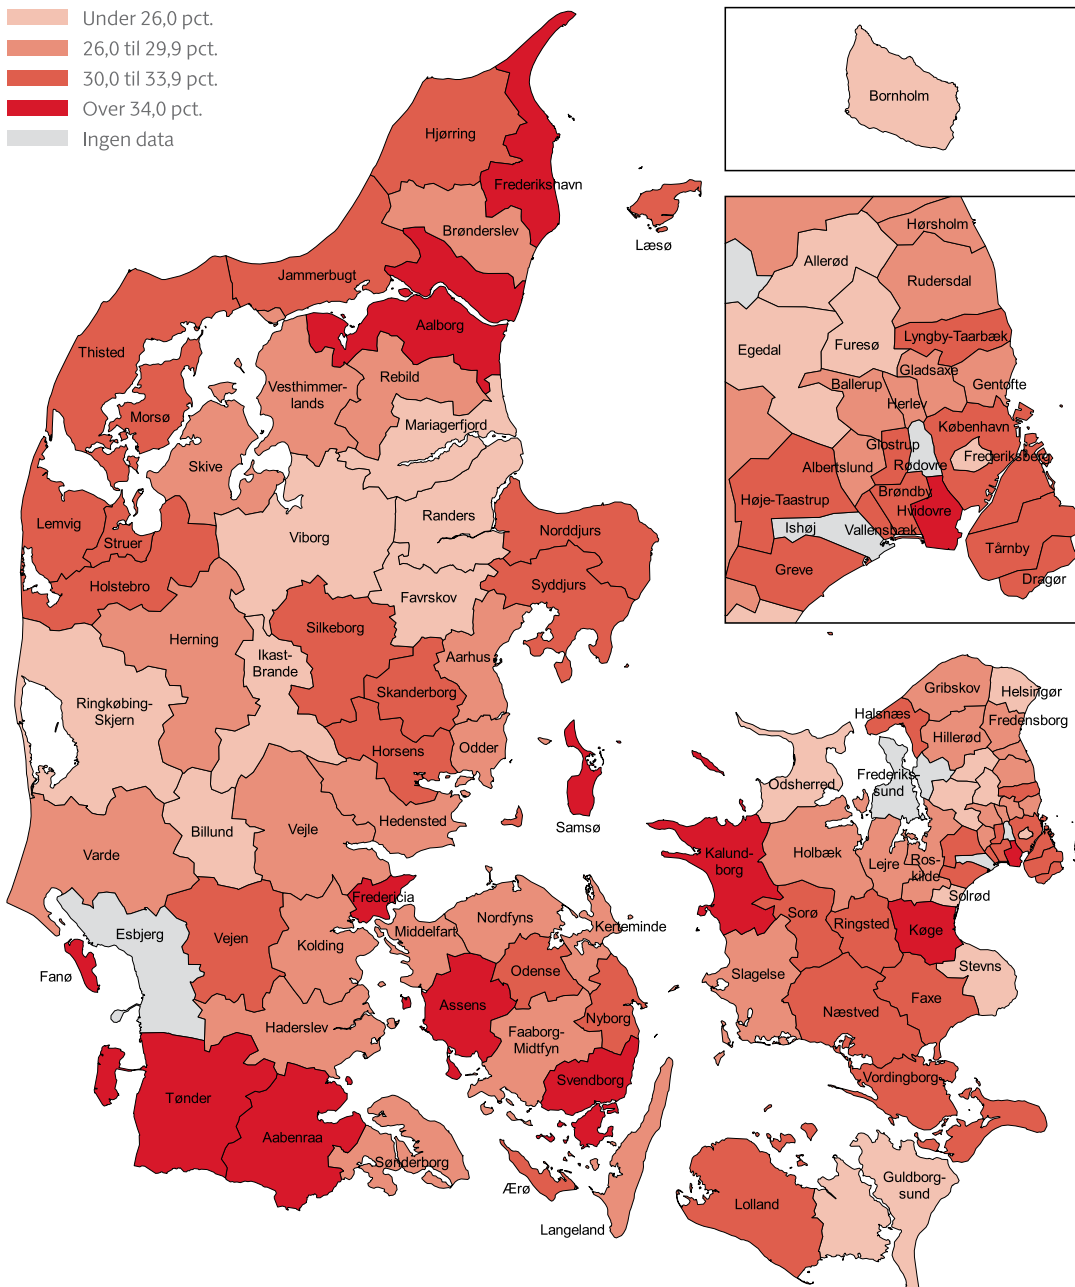 Under 26,0 pct.
26,0 til 29,9 pct.
30,0 til 33,9 pct.
Over 34,0 pct.
Ingen data
Bornholm
Hjørring
Frederikshavn
Brønderslev
Læsø
Jammerbugt
Aalborg
Thisted
Vesthimmer-
lands
Rebild
Morsø
Mariagerfjord
Skive
Lemvig
Struer
Viborg
Randers
Norddjurs
Holstebro
Favrskov
Syddjurs
Herning
Silkeborg
Ikast-
Brande
Aarhus
Skanderborg
Ringkøbing-
Skjern
Horsens
Odder
Samsø
Billund
Vejle
Hedensted
Varde
Fredericia
Esbjerg
Vejen
Kolding
Middelfart
Nordfyns
Kerteminde
Fanø
Odense
Assens
Haderslev
Faaborg-
Midtfyn
Nyborg
Svendborg
Tønder
Aabenraa
Sønderborg
Ærø
Langeland
Hørsholm
Allerød
Rudersdal
Egedal
Furesø
Lyngby-Taarbæk
Gladsaxe
Ballerup
Gentofte
Herlev
København
Glostrup
Frederiksberg
Albertslund
Rødovre
Høje-Taastrup
Brøndby
Hvidovre
Ishøj
Vallensbæk
Greve
Tårnby
Dragør
Gribskov
Helsingør
Halsnæs
Fredensborg
Hillerød
Frederiks-
sund
Odsherred
Kalund-
borg
Holbæk
Lejre
Ros-
kilde
Solrød
Sorø
Ringsted
Køge
Slagelse
Stevns
Næstved
Faxe
Vordingborg
Guldborg-
sund
Lolland